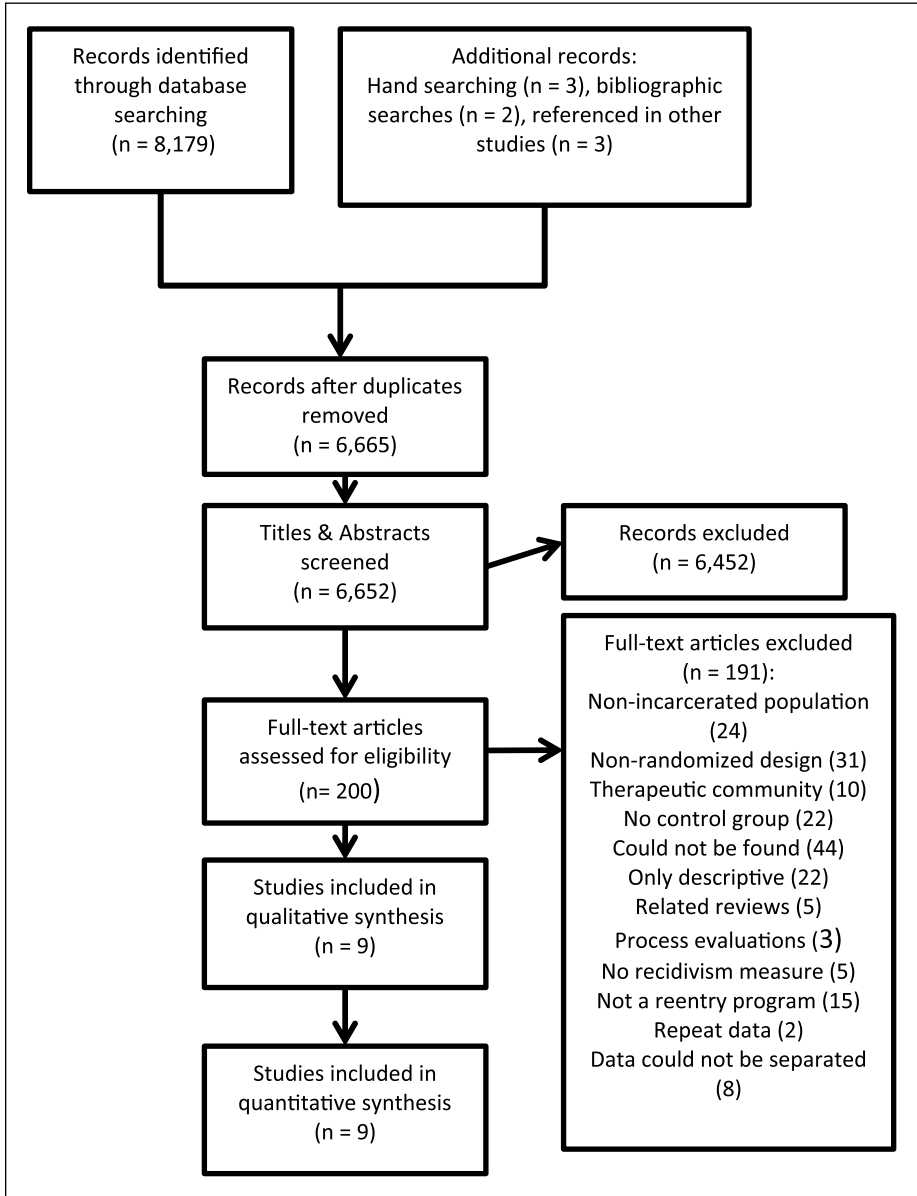 Records identified
through database
searching
(n = 8,179)
Additional records:
Hand searching (n = 3), bibliographic
searches (n = 2), referenced in other
studies (n = 3)
Records after duplicates
removed
(n = 6,665)
Titles & Abstracts
screened
(n = 6,652)
Records excluded
(n = 6,452)
Full-text articles
assessed for eligibility
(n= 200)
Full-text articles excluded
(n = 191):
Non-incarcerated population
(24)
Non-randomized design (31)
Therapeutic community (10)
No control group (22)
Could not be found (44)
Only descriptive (22)
Related reviews (5)
Process evaluations (3)
No recidivism measure (5)
Not a reentry program (15)
Repeat data (2)
Data could not be separated
(8)
Studies included in
qualitative synthesis
(n = 9)
Studies included in
quantitative synthesis
(n = 9)